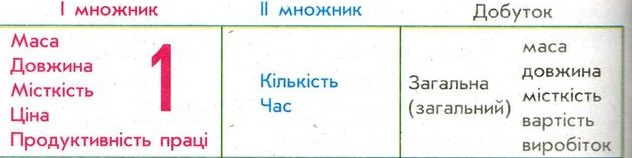 I множник II множник Добуток
Маса
Довжина
Місткість
Ціна
Продуктивність праці
1
Кількість
Час
Загальна
(загальний)
маса
довжина
місткість
вартість
виробіток